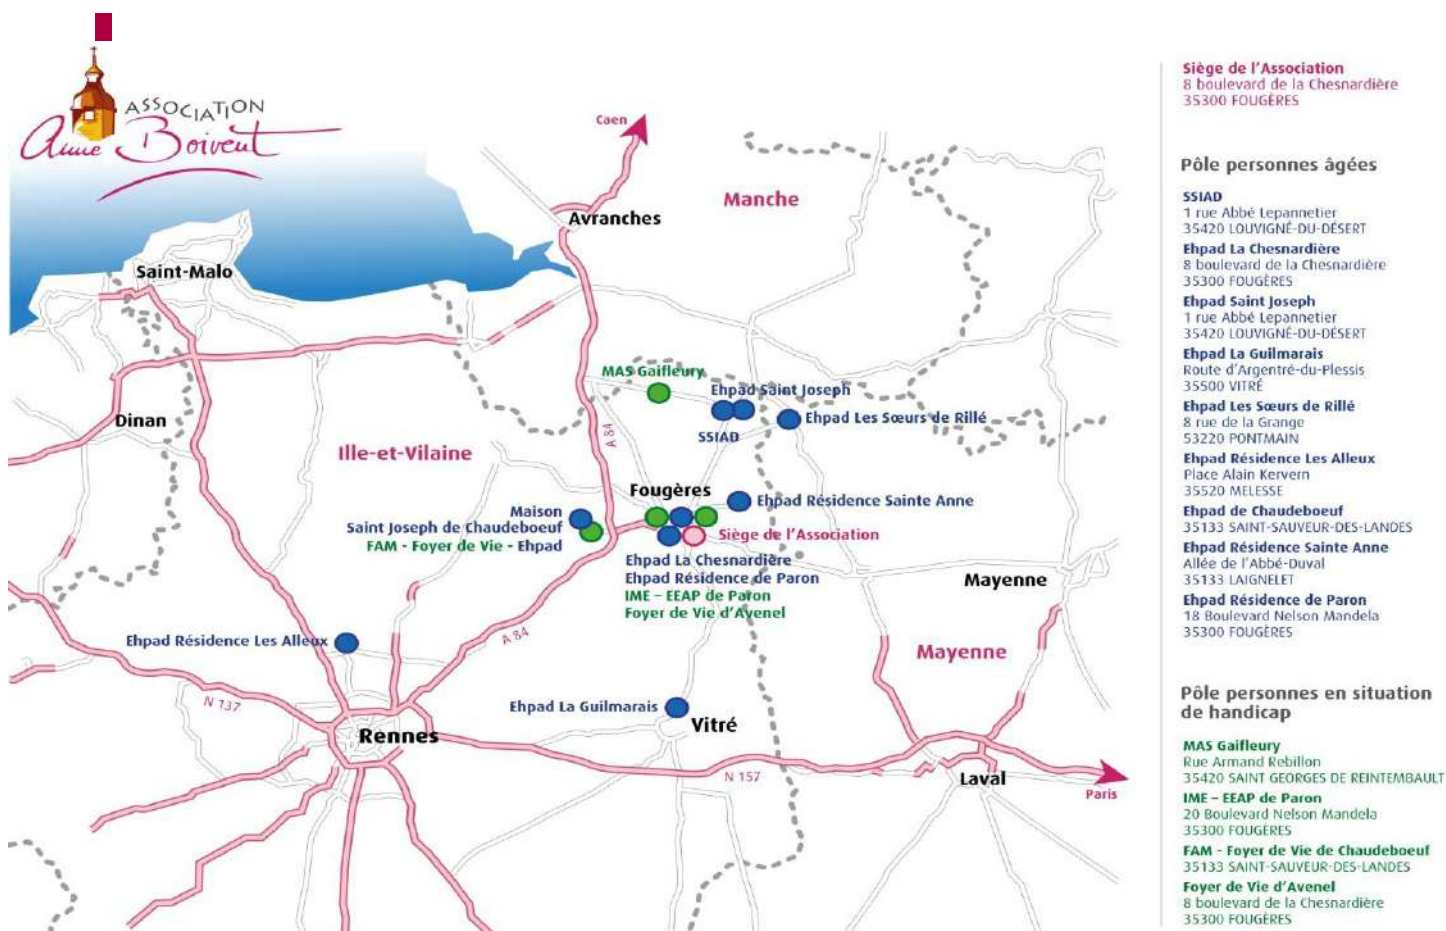 ASSOCIATION
Anne Boivent
Caen
Manche
Avranches
Saint-Malo
MAS Gaifleury
Ehpad Saint Joseph
Dinan
Ehpad Les Sœurs de Rillé
A 84
SSIAD
Ille-et-Vilaine
Fougères
Ehpad Résidence Sainte Anne
Maison
Saint Joseph de Chaudeboeuf
FAM - Foyer de Vie - Ehpad
Siège de l'Association
Ehpad La Chesnardière
Ehpad Résidence de Paron
IME – EEAP de Paron
Foyer de Vie d'Avenel
Mayenne
A 84
Ehpad Résidence Les Alleux
Mayenne
N 137
Ehpad La Guilmarais
Vitré
Rennes
N 157
Laval
Paris
Siège de l'Association
8 boulevard de la Chesnardière
35300 FOUGÈRES
Pôle personnes âgées
SSIAD
1 rue Abbé Lepannetier
35420 LOUVIGNÉ-DU-DÉSERT
Ehpad La Chesnardière
8 boulevard de la Chesnardière
35300 FOUGÈRES
Ehpad Saint Joseph
1 rue Abbé Lepannetier
35420 LOUVIGNÉ-DU-DÉSERT
Ehpad La Guilmarais
Route d'Argentré-du-Plessis
35500 VITRÉ
Ehpad Les Sœurs de Rillé
8 rue de la Grange
53220 PONTMAIN
Ehpad Résidence Les Alleux
Place Alain Kervern
35520 MELESSE
Ehpad de Chaudeboeuf
35133 SAINT-SAUVEUR-DES-LANDES
Ehpad Résidence Sainte Anne
Allée de l'Abbé-Duval
35133 LAIGNELET
Ehpad Résidence de Paron
18 Boulevard Nelson Mandela
35300 FOUGÈRES
Pôle personnes en situation
de handicap
MAS Gaifleury
Rue Armand Rebillon
35420 SAINT GEORGES DE REINTEMBAULT
IME – EEAP de Paron
20 Boulevard Nelson Mandela
35300 FOUGÈRES
FAM - Foyer de Vie de Chaudeboeuf
35133 SAINT-SAUVEUR-DES-LANDES
Foyer de Vie d'Avenel
8 boulevard de la Chesnardière
35300 FOUGÈRES